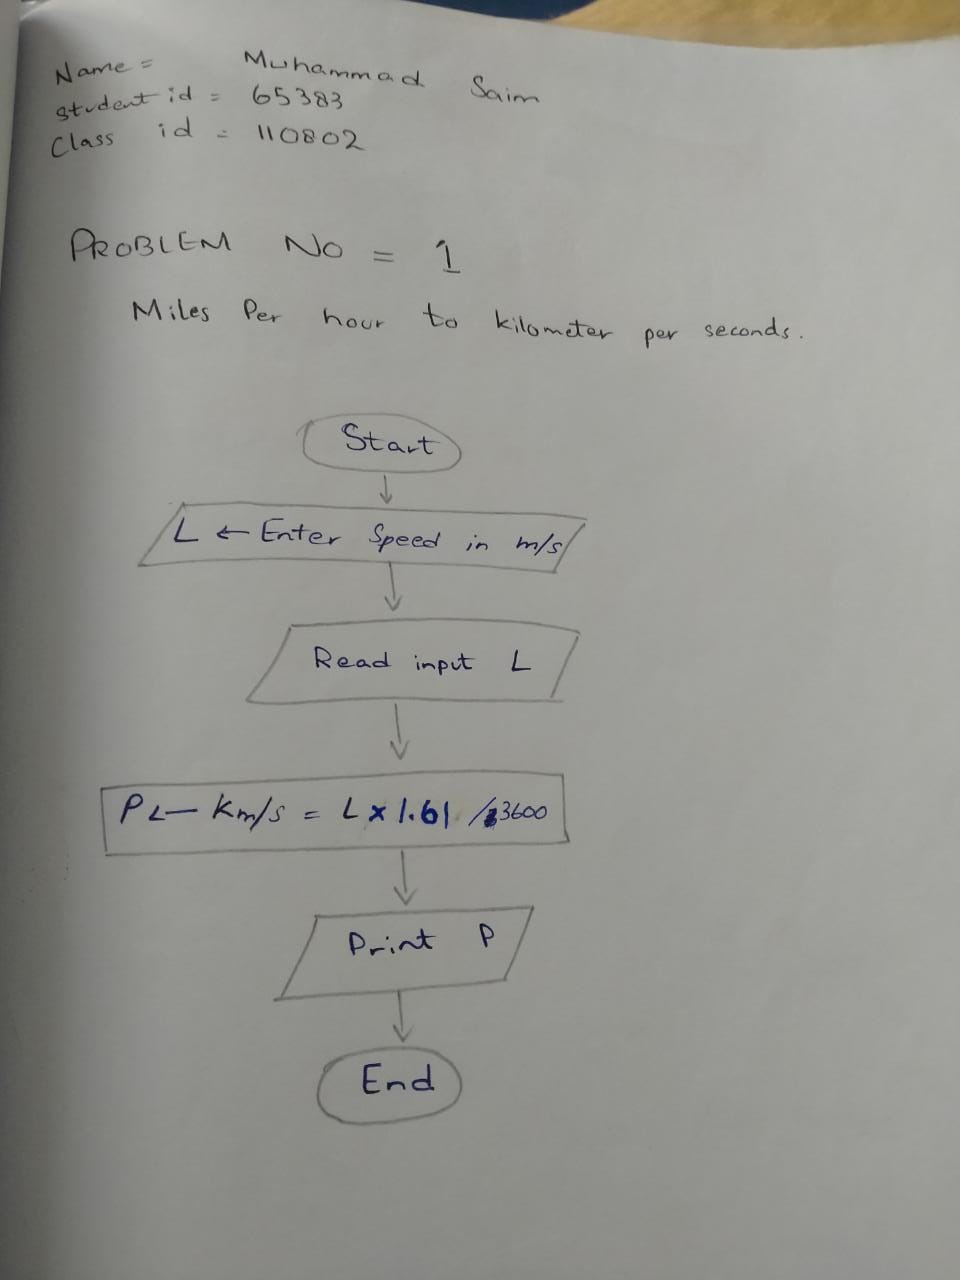 Name = Muhammad Saim
student id = 65383
Class id = 110802
PROBLEM NO = 1
Miles Per hour to kilometer per seconds.
Start
L ← Enter Speed in m/s
Read input L
P ← km/s = L x 1.61 / 3600
Print P
End